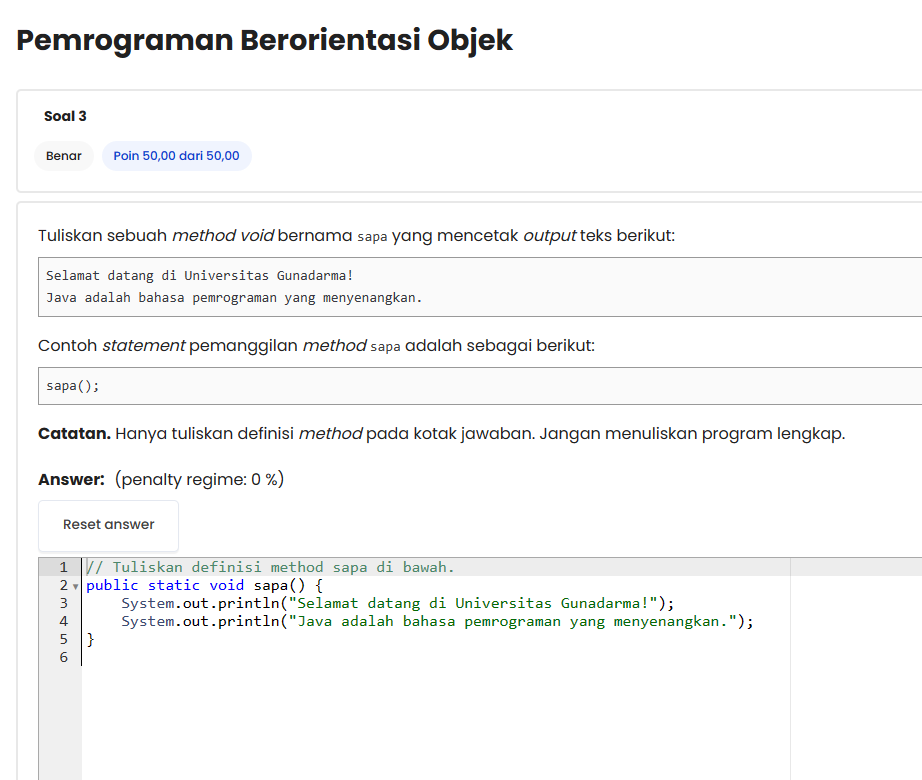 Pemrograman Berorientasi Objek
Soal 3
Benar
Poin 50,00 dari 50,00
Tuliskan sebuah method void bernama sapa yang mencetak output teks berikut:
Selamat datang di Universitas Gunadarma!
Java adalah bahasa pemrograman yang menyenangkan.
Contoh statement pemanggilan method sapa adalah sebagai berikut:
sapa();
Catatan. Hanya tuliskan definisi method pada kotak jawaban. Jangan menuliskan program lengkap.
Answer: (penalty regime: 0 %)
Reset answer
1 // Tuliskan definisi method sapa di bawah.
2 public static void sapa() {
3     System.out.println("Selamat datang di Universitas Gunadarma!");
4     System.out.println("Java adalah bahasa pemrograman yang menyenangkan.");
5 }
6